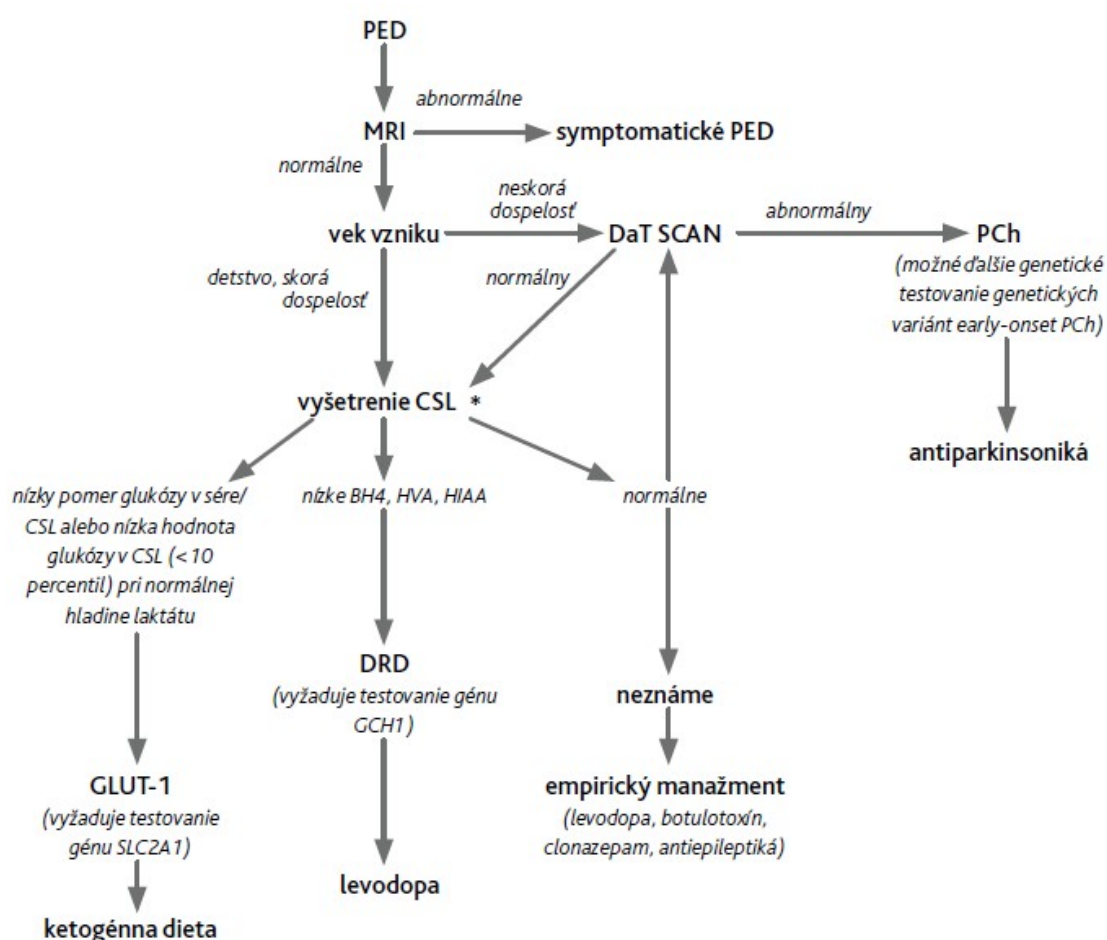 PED
abnormálne
MRI
symptomatické PED
normálne
neskorá
dospelosť
vek vzniku
DaT SCAN
abnormálny
PCh
(možné ďalšie genetické
testovanie genetických
variánt early-onset PCh)
detstvo, skorá
dospelosť
normálny
vyšetrenie CSL *
antiparkinsoniká
nízky pomer glukózy v sére/
CSL alebo nízka hodnota
glukózy v CSL (< 10
percentil) pri normálnej
hladine laktátu
nízke BH4, HVA, HIAA
normálne
DRD
(vyžaduje testovanie génu
GCH1)
neznáme
GLUT-1
(vyžaduje testovanie
génu SLC2A1)
empirický manažment
(levodopa, botulotoxín,
clonazepam, antiepileptiká)
levodopa
ketogénna dieta